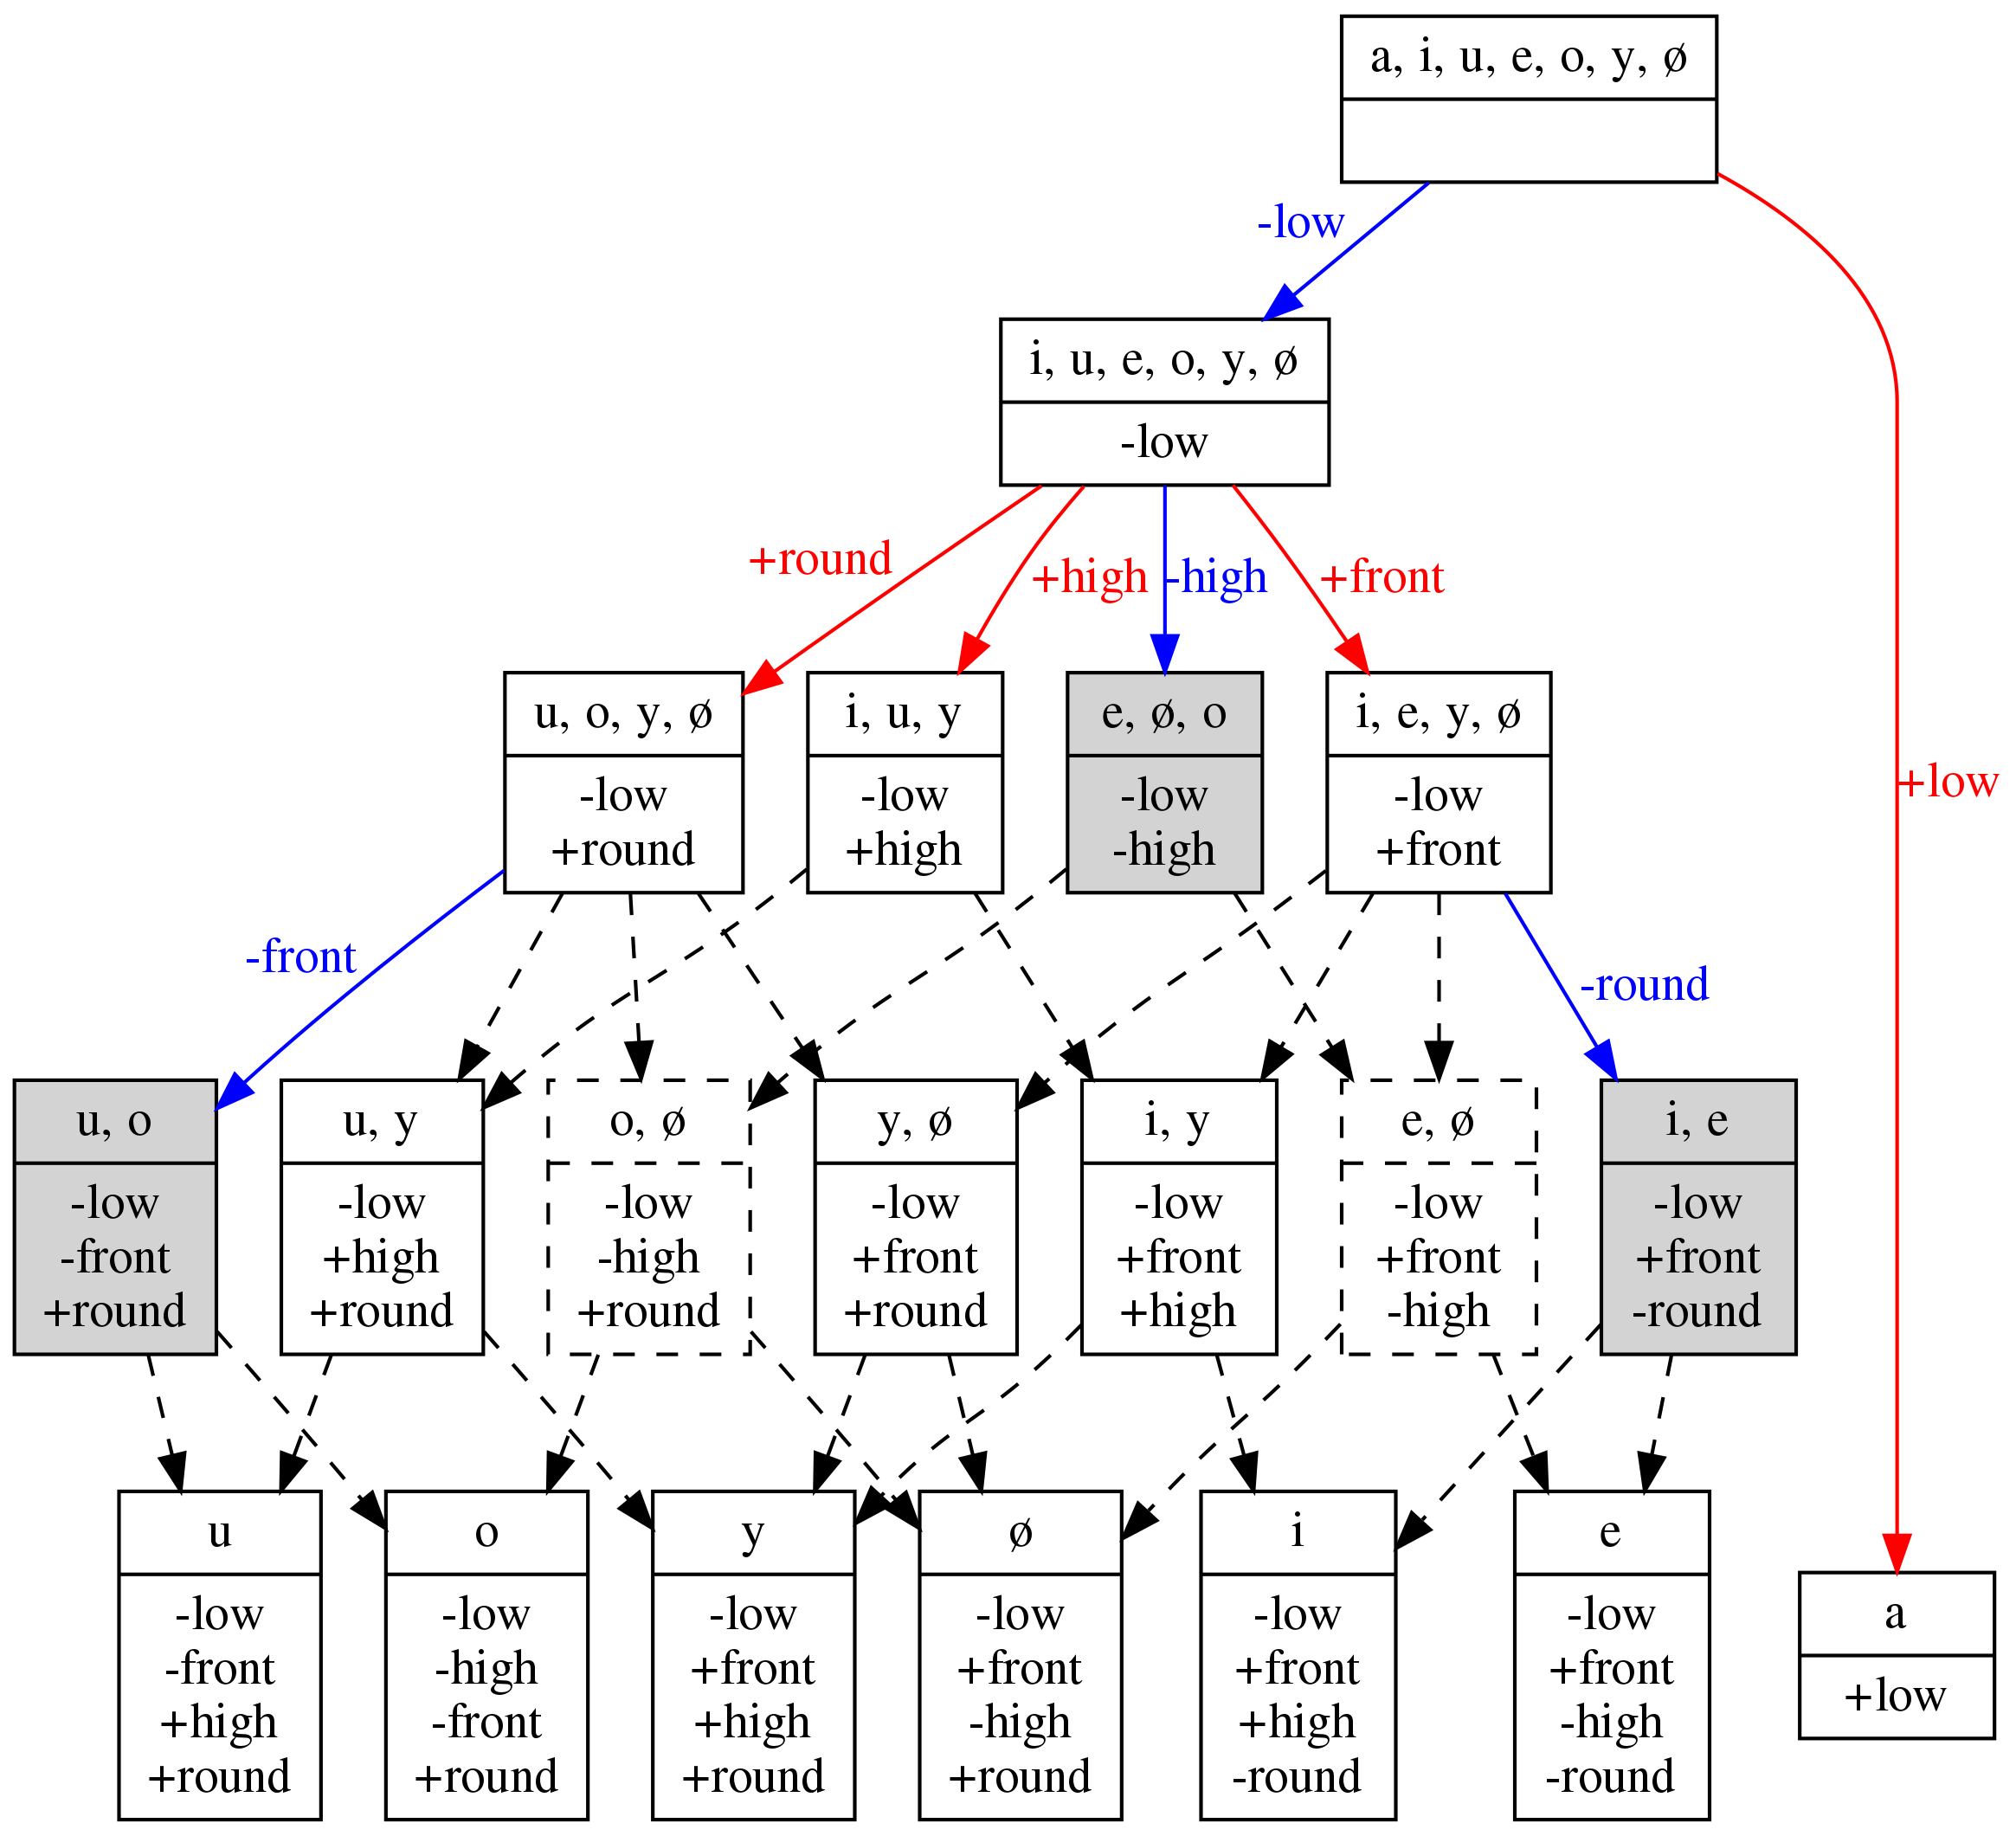 a, i, u, e, o, y, ø
-low
i, u, e, o, y, ø
-low
+round
+high
-high
+front
u, o, y, ø
-low
+round
i, u, y
-low
+high
e, ø, o
-low
-high
i, e, y, ø
-low
+front
+low
-front
-round
u, o
-low
-front
+round
u, y
-low
+high
+round
o, ø
-low
-high
+round
y, ø
-low
+front
+round
i, y
-low
+front
+high
e, ø
-low
+front
-high
i, e
-low
+front
-round
u
-low
-front
+high
+round
o
-low
-high
-front
+round
y
-low
+front
+high
+round
ø
-low
+front
-high
+round
i
-low
+front
+high
-round
e
-low
+front
-high
-round
a
+low